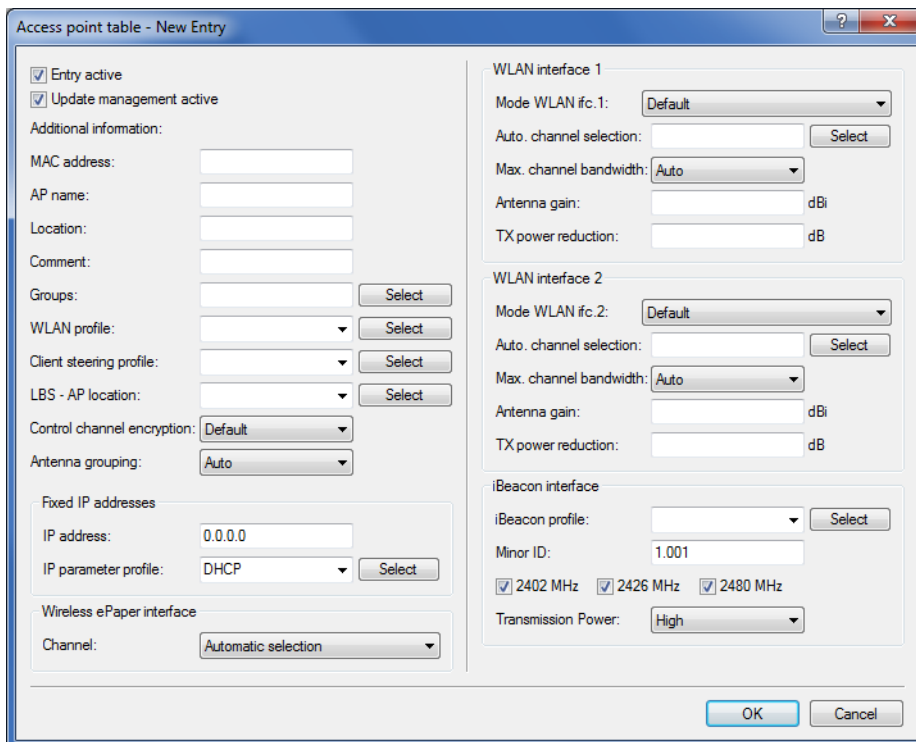 Access point table - New Entry
Entry active
Update management active
Additional information:
MAC address:
AP name:
Location:
Comment:
Groups: Select
WLAN profile: Select
Client steering profile: Select
LBS - AP location: Select
Control channel encryption: Default
Antenna grouping: Auto
Fixed IP addresses
IP address: 0.0.0.0
IP parameter profile: DHCP Select
Wireless ePaper interface
Channel: Automatic selection
WLAN interface 1
Mode WLAN ifc.1: Default
Auto. channel selection: Select
Max. channel bandwidth: Auto
Antenna gain: dBi
TX power reduction: dB
WLAN interface 2
Mode WLAN ifc.2: Default
Auto. channel selection: Select
Max. channel bandwidth: Auto
Antenna gain: dBi
TX power reduction: dB
iBeacon interface
iBeacon profile: Select
Minor ID: 1.001
2402 MHz 2426 MHz 2480 MHz
Transmission Power: High
OK Cancel